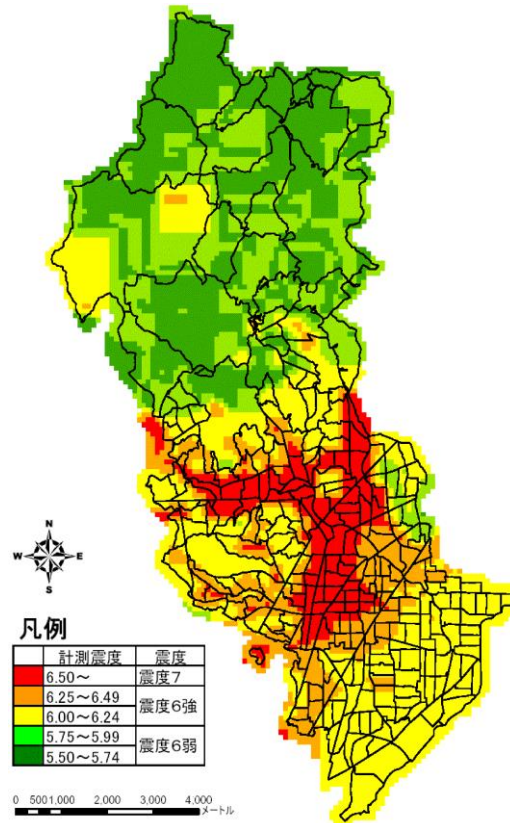 N
W E
S
凡例
計測震度 震度
6.50～ 震度7
6.25～6.49 震度6強
6.00～6.24
5.75～5.99 震度6弱
5.50～5.74
0 500 1,000 2,000 3,000 4,000 メートル